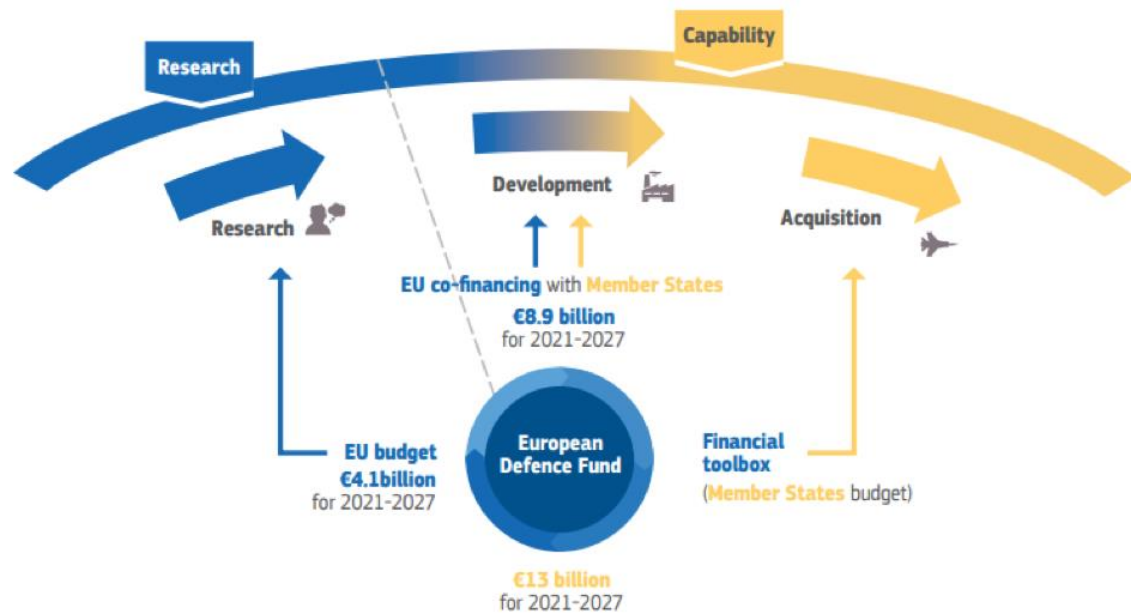 Research
Capability
Research
Development
Acquisition
EU co-financing with Member States
€8.9 billion
for 2021-2027
EU budget
€4.1billion
for 2021-2027
European
Defence Fund
Financial
toolbox
(Member States budget)
€13 billion
for 2021-2027